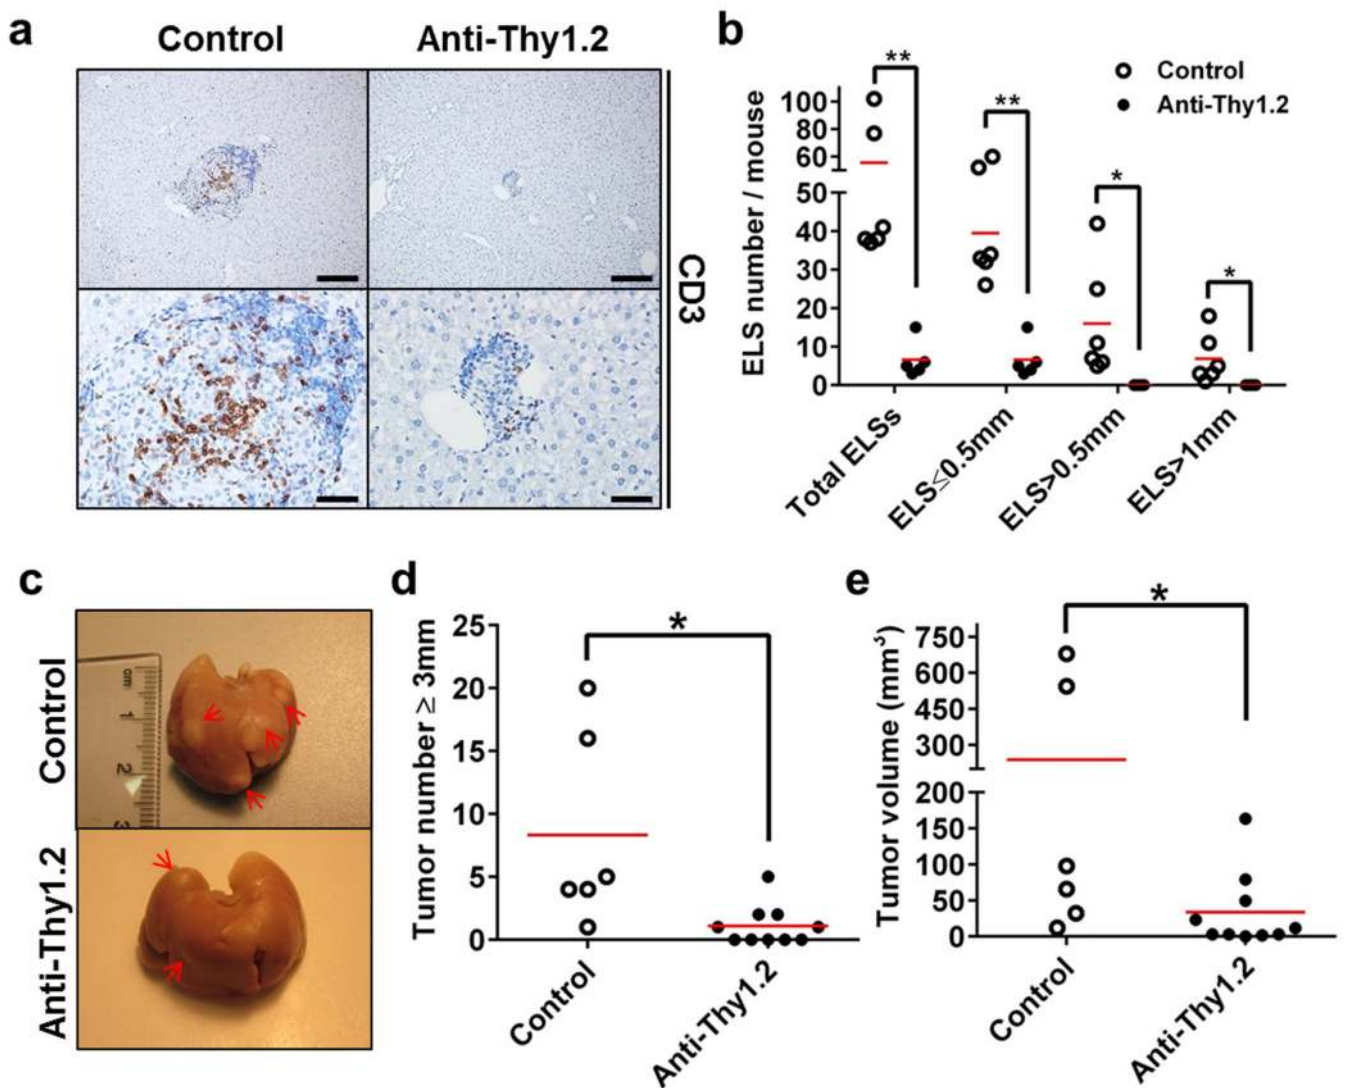 a
Control
Anti-Thy1.2
CD3
b
Control
Anti-Thy1.2
ELS number / mouse
100
80
60
50
40
30
20
10
0
**
**
*
*
Total ELSs
ELS≤0.5mm
ELS>0.5mm
ELS>1mm
c
Control
Anti-Thy1.2
cm
1
2
3
d
Tumor number ≥ 3mm
25
20
15
10
5
0
*
Control
Anti-Thy1.2
e
Tumor volume (mm³)
750
600
450
300
200
150
100
50
0
*
Control
Anti-Thy1.2